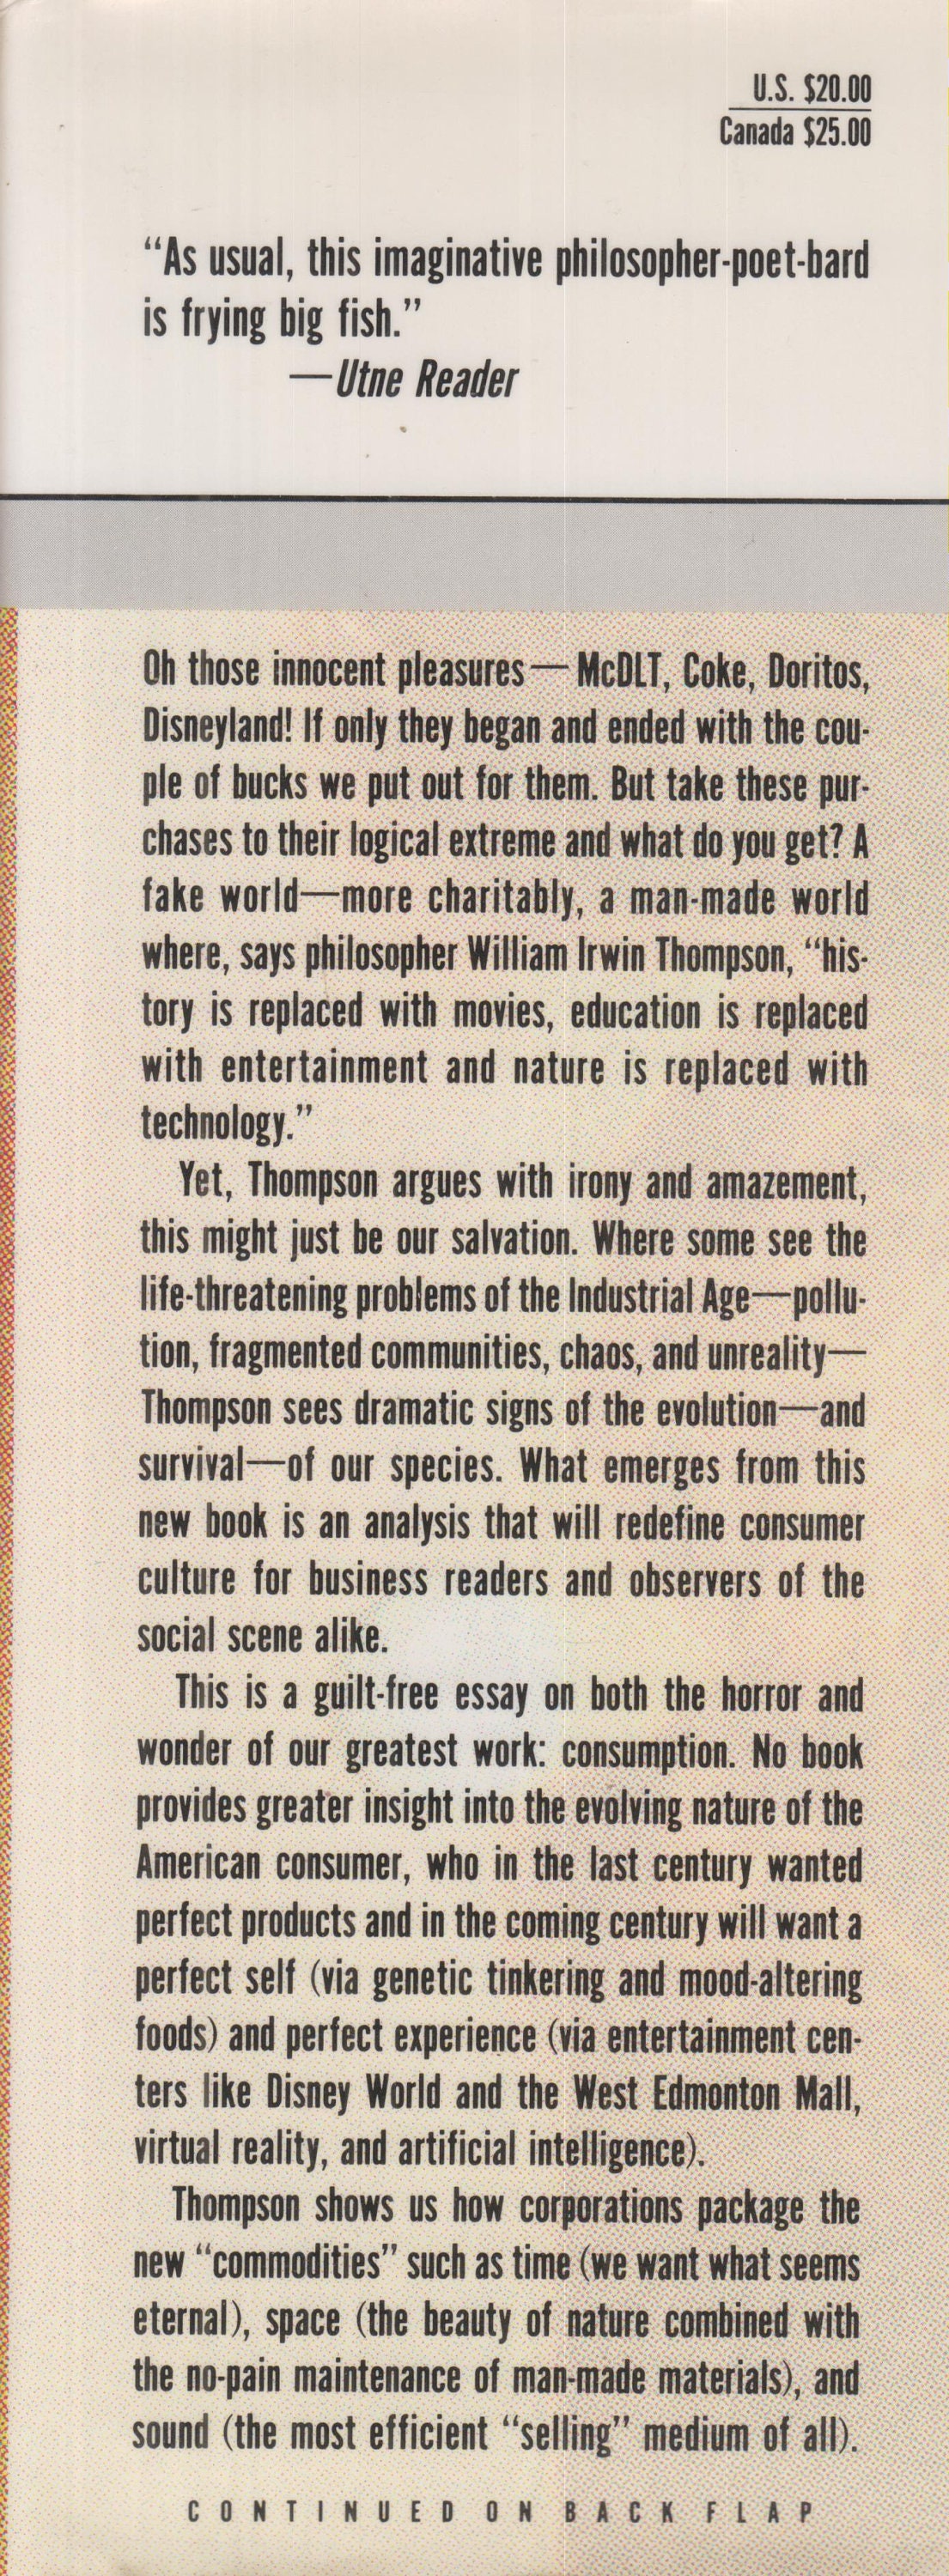 U.S. $20.00
Canada $25.00
“As usual, this imaginative philosopher-poet-bard
is frying big fish.”
—Utne Reader
Oh those innocent pleasures—McDLT, Coke, Doritos,
Disneyland! If only they began and ended with the cou-
ple of bucks we put out for them. But take these pur-
chases to their logical extreme and what do you get? A
fake world—more charitably, a man-made world
where, says philosopher William Irwin Thompson, “his-
tory is replaced with movies, education is replaced
with entertainment and nature is replaced with
technology.”
Yet, Thompson argues with irony and amazement,
this might just be our salvation. Where some see the
life-threatening problems of the Industrial Age—pollu-
tion, fragmented communities, chaos, and unreality—
Thompson sees dramatic signs of the evolution—and
survival—of our species. What emerges from this
new book is an analysis that will redefine consumer
culture for business readers and observers of the
social scene alike.
This is a guilt-free essay on both the horror and
wonder of our greatest work: consumption. No book
provides greater insight into the evolving nature of the
American consumer, who in the last century wanted
perfect products and in the coming century will want a
perfect self (via genetic tinkering and mood-altering
foods) and perfect experience (via entertainment cen-
ters like Disney World and the West Edmonton Mall,
virtual reality, and artificial intelligence).
Thompson shows us how corporations package the
new “commodities” such as time (we want what seems
eternal), space (the beauty of nature combined with
the no-pain maintenance of man-made materials), and
sound (the most efficient “selling” medium of all).
CONTINUED ON BACK FLAP